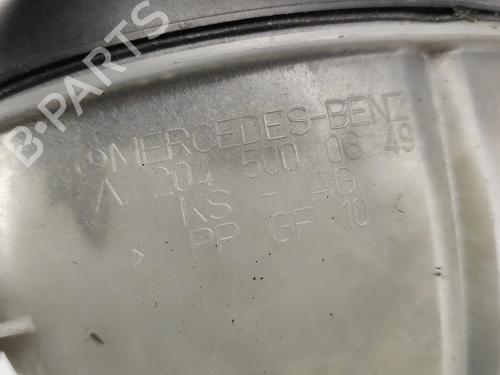 B-PARTS
MERCEDES-BENZ
A 204 500 06 49
KS - AG
> PP GF 10